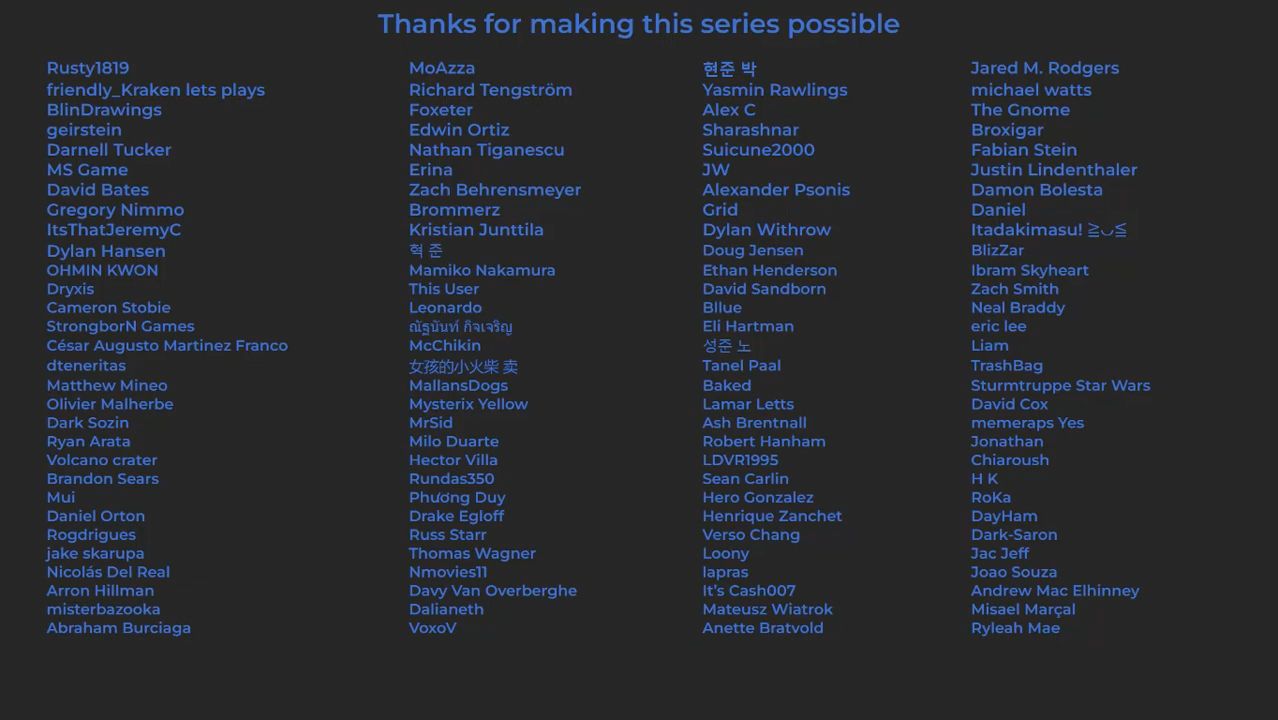 Thanks for making this series possible
Rusty1819
friendly_Kraken lets plays
BlinDrawings
geirstein
Darnell Tucker
MS Game
David Bates
Gregory Nimmo
ItsThatJeremyC
Dylan Hansen
OHMIN KWON
Dryxis
Cameron Stobie
StrongborN Games
César Augusto Martinez Franco
dteneritas
Matthew Mineo
Olivier Malherbe
Dark Sozin
Ryan Arata
Volcano crater
Brandon Sears
Mui
Daniel Orton
Rogdrigues
jake skarupa
Nicolás Del Real
Arron Hillman
misterbazooka
Abraham Burciaga
MoAzza
Richard Tengström
Foxeter
Edwin Ortiz
Nathan Tiganescu
Erina
Zach Behrensmeyer
Brommerz
Kristian Junttila
혁 준
Mamiko Nakamura
This User
Leonardo
ณัฐนันท์ กิจเจริญ
McChikin
女孩的小火柴 卖
MallansDogs
Mysterix Yellow
MrSid
Milo Duarte
Hector Villa
Rundas350
Phương Duy
Drake Egloff
Russ Starr
Thomas Wagner
Nmovies11
Davy Van Overberghe
Dalianeth
VoxoV
현준 박
Yasmin Rawlings
Alex C
Sharashnar
Suicune2000
JW
Alexander Psonis
Grid
Dylan Withrow
Doug Jensen
Ethan Henderson
David Sandborn
Bllue
Eli Hartman
성준 노
Tanel Paal
Baked
Lamar Letts
Ash Brentnall
Robert Hanham
LDVR1995
Sean Carlin
Hero Gonzalez
Henrique Zanchet
Verso Chang
Loony
lapras
It’s Cash007
Mateusz Wiatrok
Anette Bratvold
Jared M. Rodgers
michael watts
The Gnome
Broxigar
Fabian Stein
Justin Lindenthaler
Damon Bolesta
Daniel
Itadakimasu! ≧◡≦
BlizZar
Ibram Skyheart
Zach Smith
Neal Braddy
eric lee
Liam
TrashBag
Sturmtruppe Star Wars
David Cox
memeraps Yes
Jonathan
Chiaroush
H K
RoKa
DayHam
Dark-Saron
Jac Jeff
Joao Souza
Andrew Mac Elhinney
Misael Marçal
Ryleah Mae